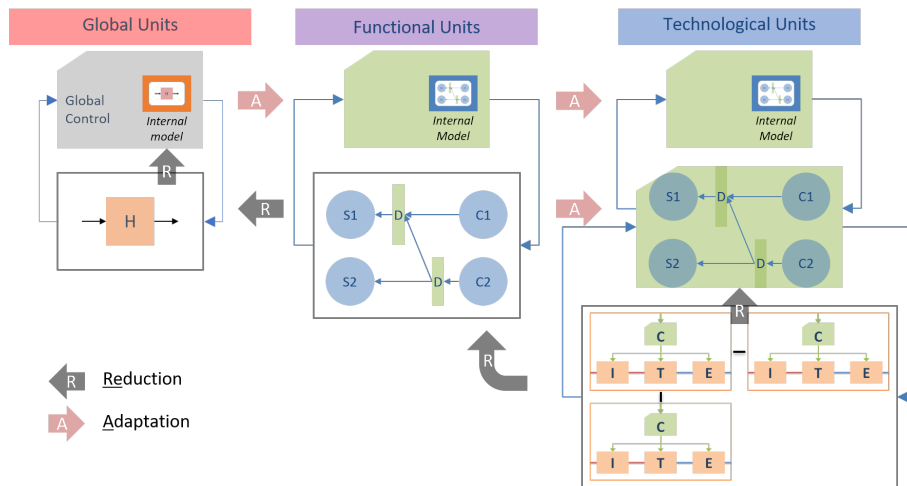 Global Units
Functional Units
Technological Units
Global
Control
Internal
model
A
Internal
Model
A
Internal
Model
R
R
A
H
S1
D
C1
S2
D
C2
S1
D
C1
S2
D
C2
R
R
C
I T E
C
I T E
C
I T E
R Reduction
A Adaptation